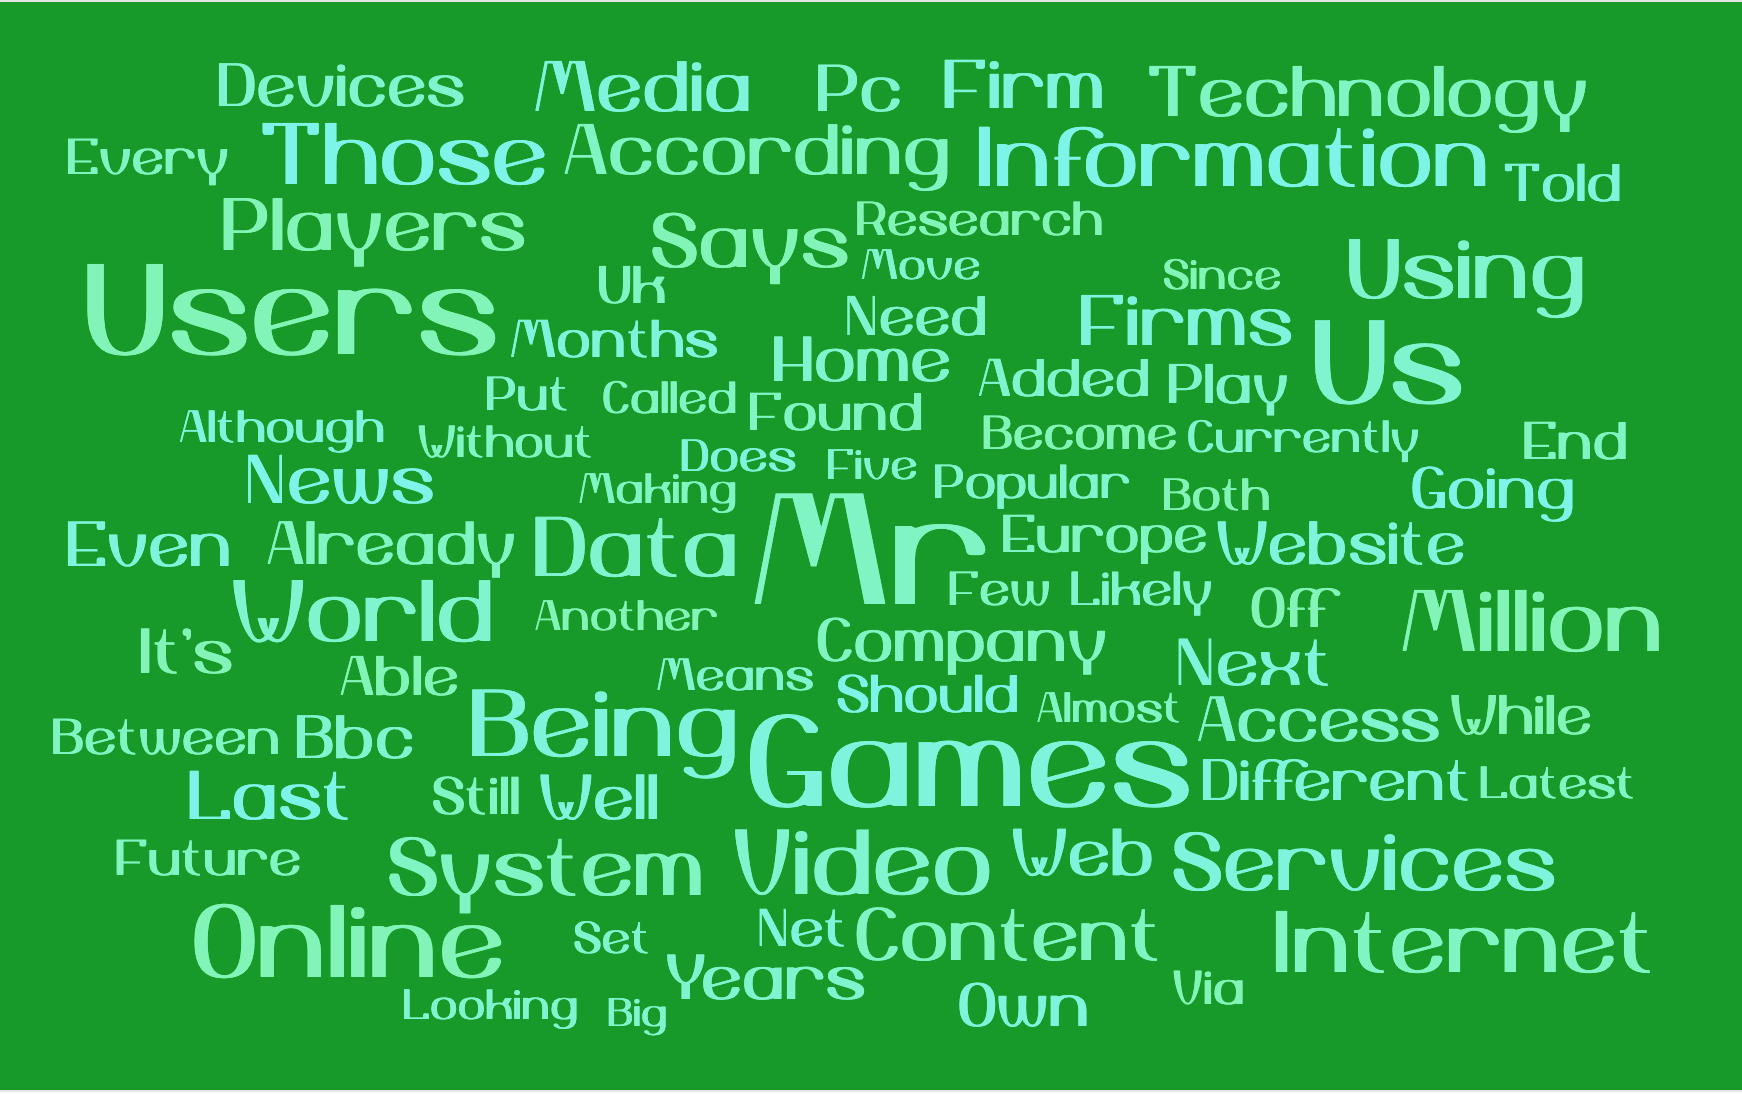 Devices Media Pc Firm Technology
Every Those According Information Told
Players Says Research
Users Uk Move Since Using
Months Need Firms Us
Home Added Play
Put Called Found
Although Without Does Five Become Currently End
News Making Popular Both Going
Even Already Data Mr Europe Website
World Another Few Likely Off Million
It's Able Means Company Next
Should Almost Access While
Between Bbc Being Games
Last Still Well Different Latest
Future System Video Web Services
Online Set Net Content Internet
Looking Big Years Own Via